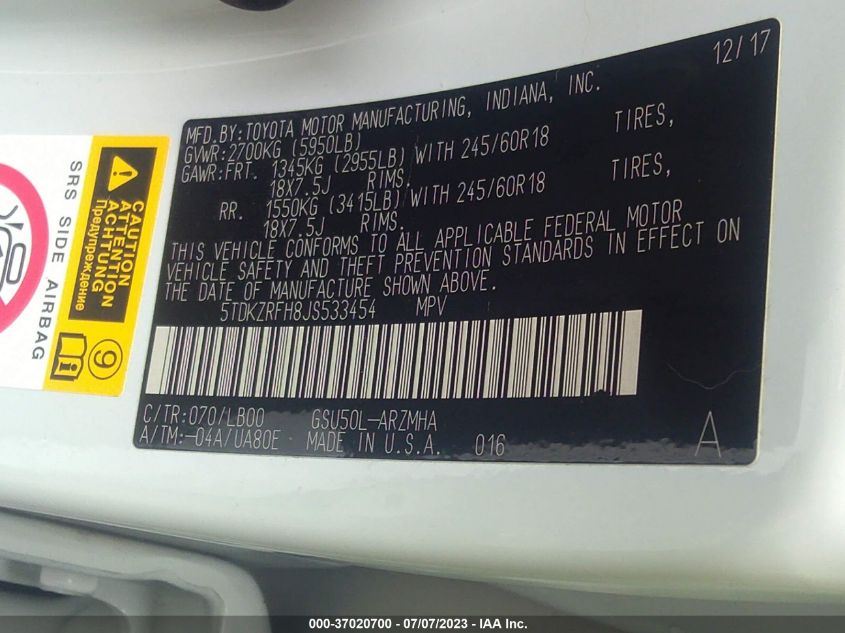 12/17
MFD.BY:TOYOTA MOTOR MANUFACTURING, INDIANA, INC.
GVWR:2700KG (5950LB)
GAWR:FRT. 1345KG (2955LB) WITH 245/60R18 TIRES,
18X7.5J RIMS.
RR. 1550KG (3415LB) WITH 245/60R18 TIRES,
18X7.5J RIMS.
THIS VEHICLE CONFORMS TO ALL APPLICABLE FEDERAL MOTOR
VEHICLE SAFETY AND THEFT PREVENTION STANDARDS IN EFFECT ON
THE DATE OF MANUFACTURE SHOWN ABOVE.
5TDKZRFH8JS533454 MPV
C/TR:070/LB00 GSU50L-ARZMHA
A/TM:-04A/UA80E MADE IN U.S.A. 016 A
CAUTION
ATTENTION
ACHTUNG
Предупреждение
SRS SIDE AIRBAG
9
000-37020700 - 07/07/2023 - IAA Inc.